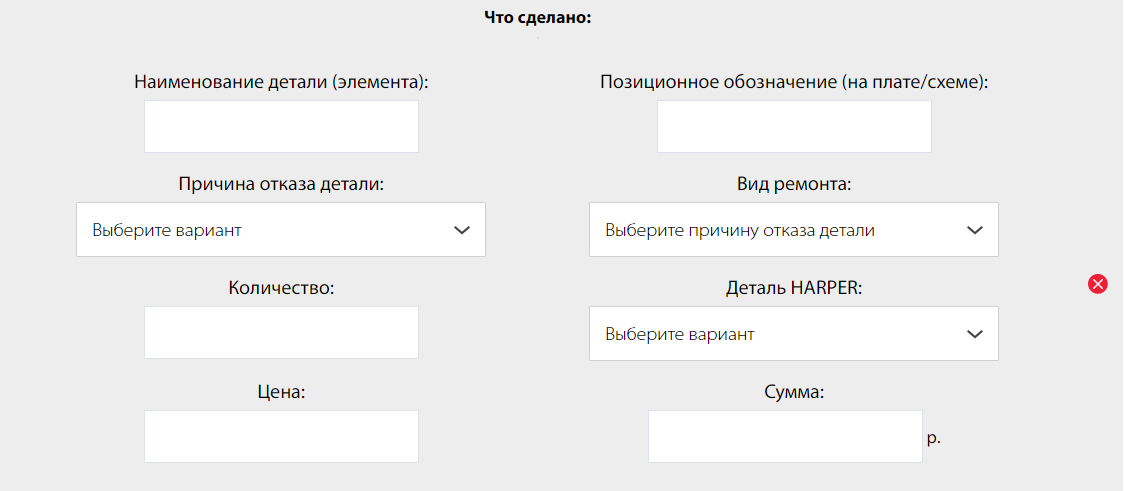 Что сделано:
Наименование детали (элемента):
Позиционное обозначение (на плате/схеме):
Причина отказа детали:
Вид ремонта:
Выберите вариант
Выберите причину отказа детали
Количество:
Деталь HARPER:
Выберите вариант
Цена:
Сумма:
р.